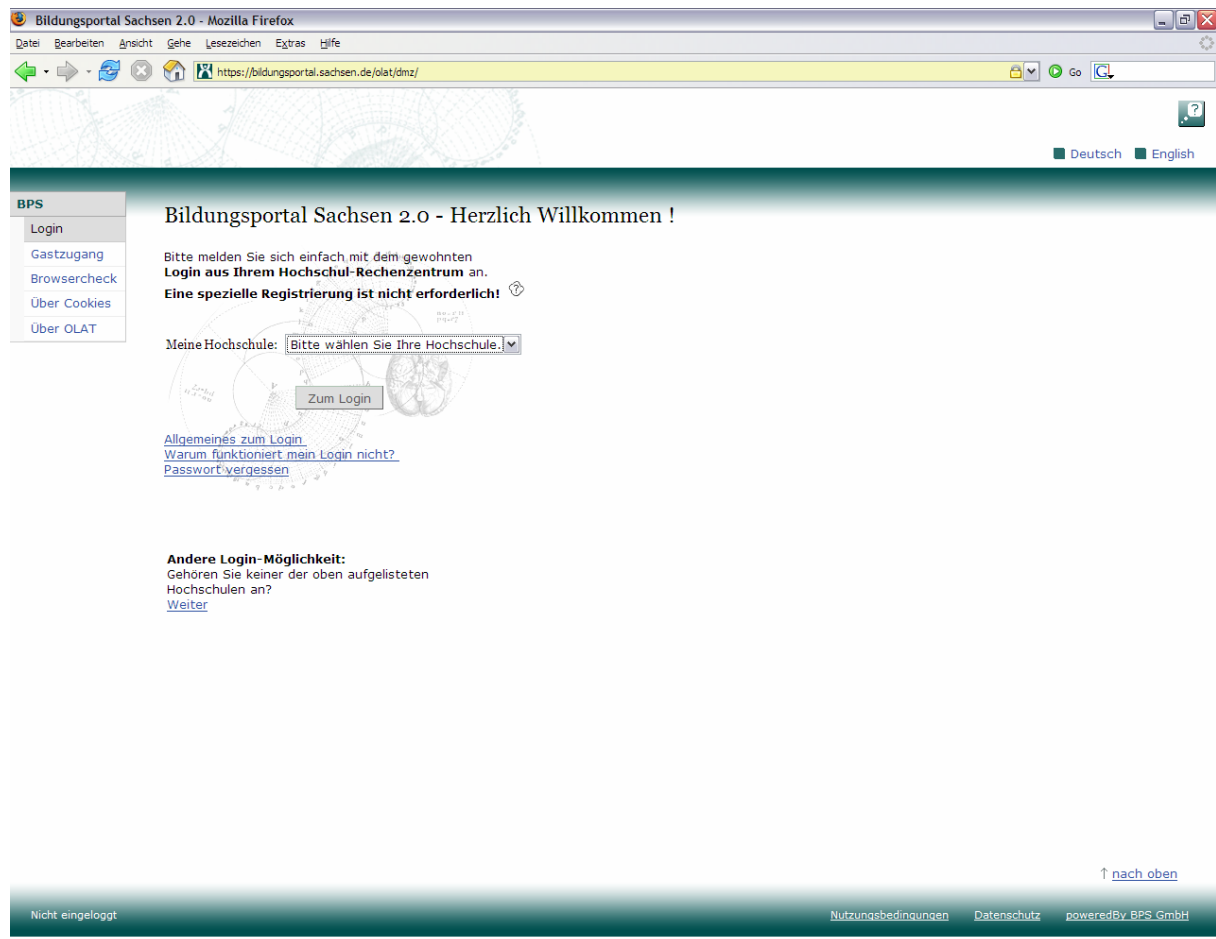 Bildungsportal Sachsen 2.0 - Mozilla Firefox
Datei Bearbeiten Ansicht Gehe Lesezeichen Extras Hilfe
https://bildungsportal.sachsen.de/olat/dmz/
Go
G
?
Deutsch English
BPS
Login
Gastzugang
Browsercheck
Über Cookies
Über OLAT
Bildungsportal Sachsen 2.0 - Herzlich Willkommen !
Bitte melden Sie sich einfach mit dem gewohnten
Login aus Ihrem Hochschul-Rechenzentrum an.
Eine spezielle Registrierung ist nicht erforderlich! ?
Meine Hochschule: Bitte wählen Sie Ihre Hochschule.
Zum Login
Allgemeines zum Login
Warum funktioniert mein Login nicht?
Passwort vergessen
Andere Login-Möglichkeit:
Gehören Sie keiner der oben aufgelisteten
Hochschulen an?
Weiter
↑ nach oben
Nicht eingeloggt
Nutzungsbedingungen Datenschutz poweredBy BPS GmbH